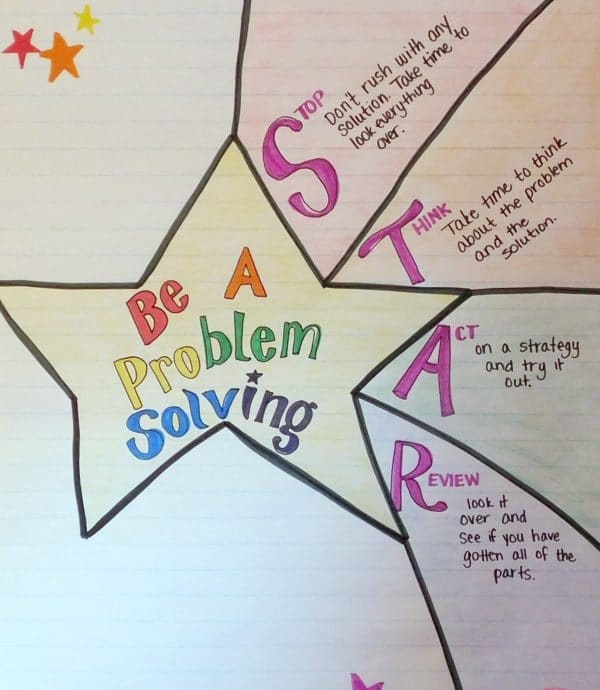 Be A
Problem
Solving
STOP
Don't rush with any
solution. Take time to
look everything
over.
THINK
Take time to think
about the problem
and the
solution.
ACT
on a strategy
and try it
out.
REVIEW
look it
over and
see if you have
gotten all of the
parts.